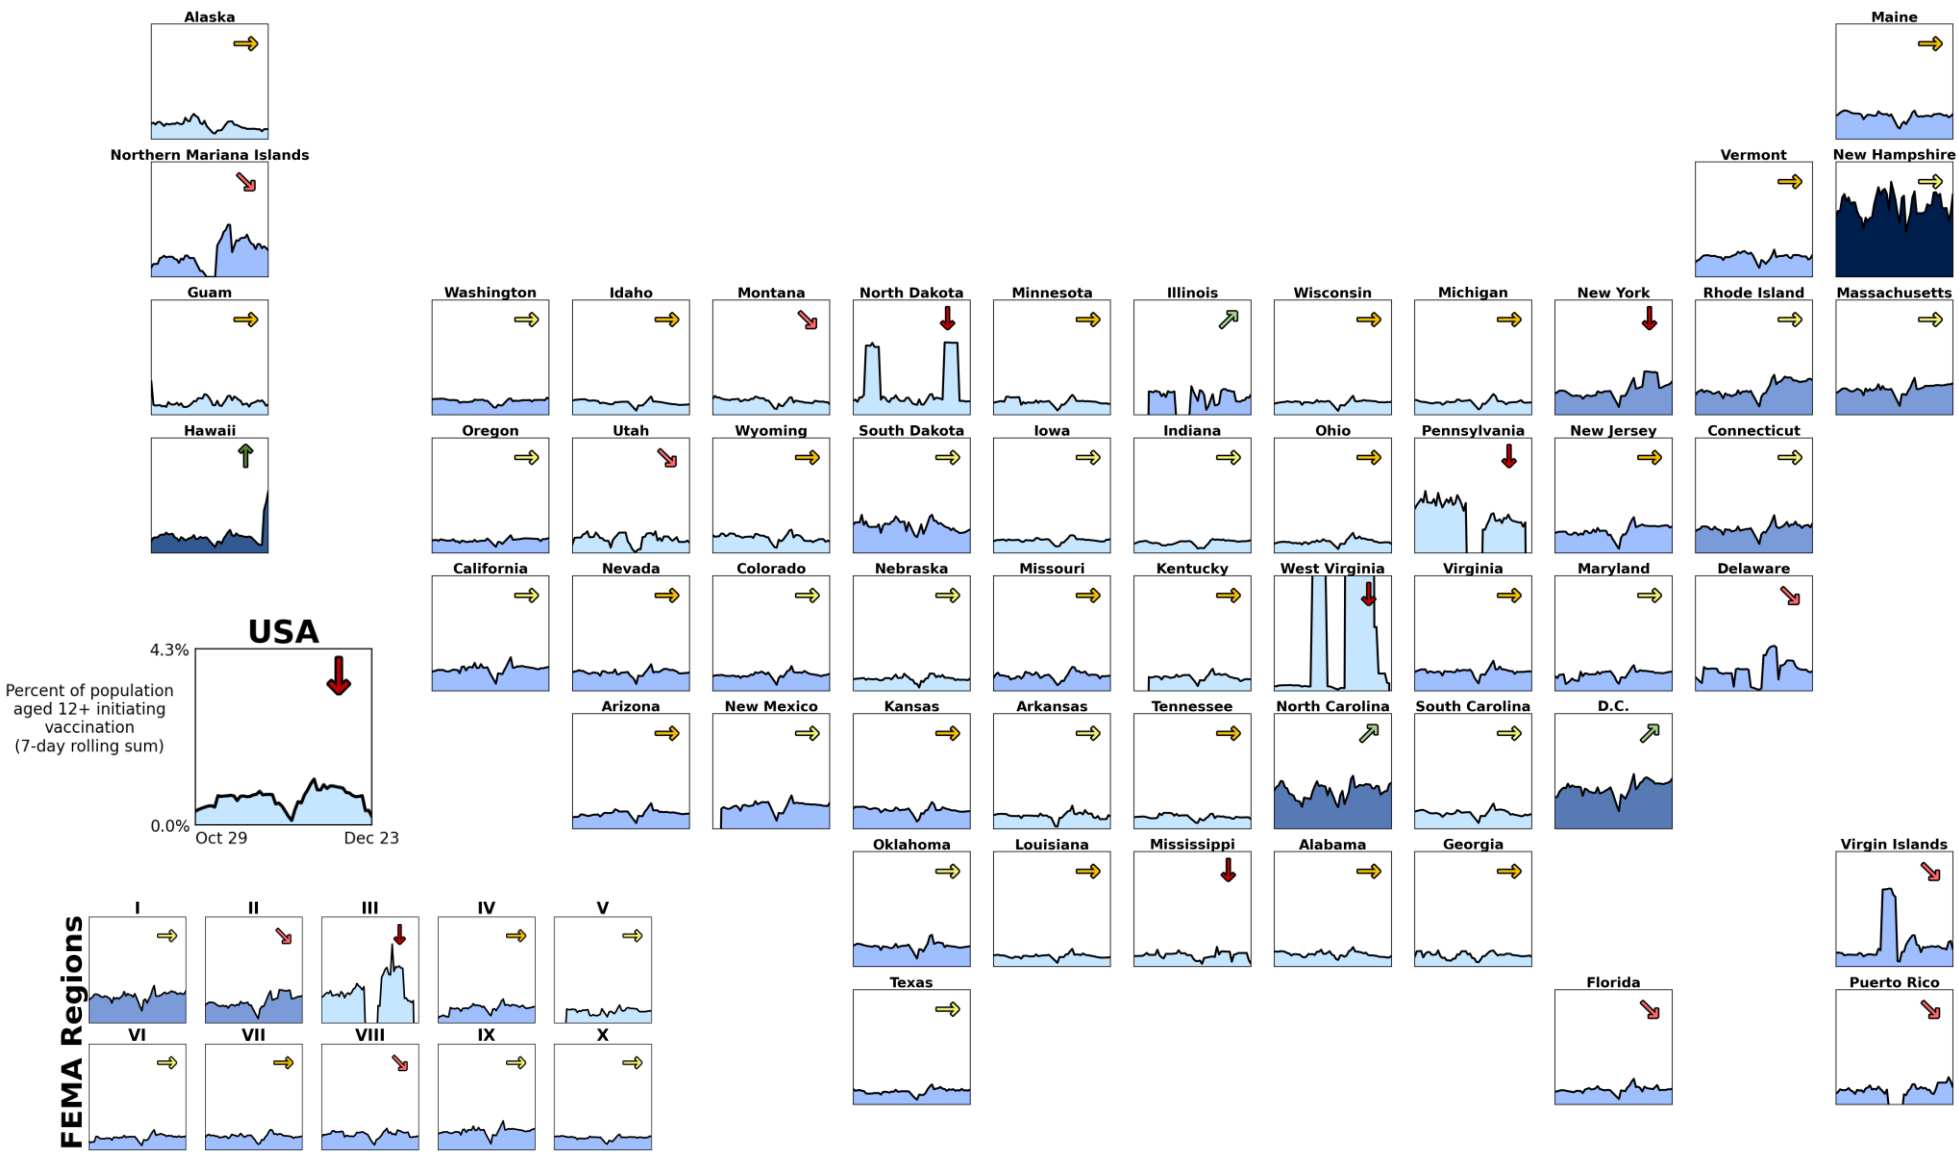 Alaska
Maine
Northern Mariana Islands
Vermont
New Hampshire
Guam
Washington
Idaho
Montana
North Dakota
Minnesota
Illinois
Wisconsin
Michigan
New York
Rhode Island
Massachusetts
Hawaii
Oregon
Utah
Wyoming
South Dakota
Iowa
Indiana
Ohio
Pennsylvania
New Jersey
Connecticut
California
Nevada
Colorado
Nebraska
Missouri
Kentucky
West Virginia
Virginia
Maryland
Delaware
USA
4.3%
Percent of population
aged 12+ initiating
vaccination
(7-day rolling sum)
0.0%
Oct 29
Dec 23
Arizona
New Mexico
Kansas
Arkansas
Tennessee
North Carolina
South Carolina
D.C.
Oklahoma
Louisiana
Mississippi
Alabama
Georgia
Virgin Islands
Texas
Florida
Puerto Rico
FEMA Regions
I
II
III
IV
V
VI
VII
VIII
IX
X